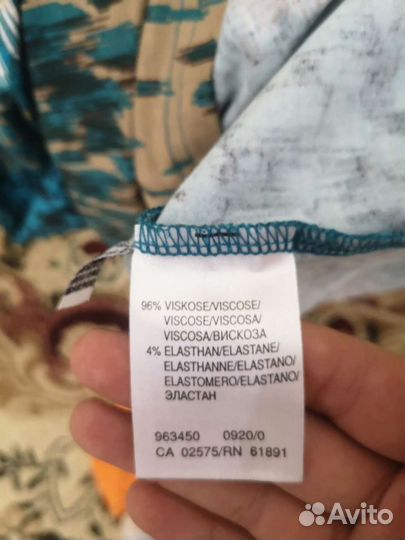 96% VISKOSE/VISCOSE/
VISCOSE/VISCOSA/
VISCOSA/ВИСКОЗА
4% ELASTHAN/ELASTANE/
ELASTHANNE/ELASTANO/
ELASTOMERO/ELASTANO/
ЭЛАСТАН
963450 0920/0
CA 02575/RN 61891
Avito